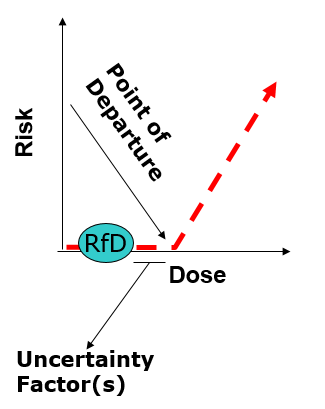 Point of
Departure
Risk
RfD
Dose
Uncertainty
Factor(s)